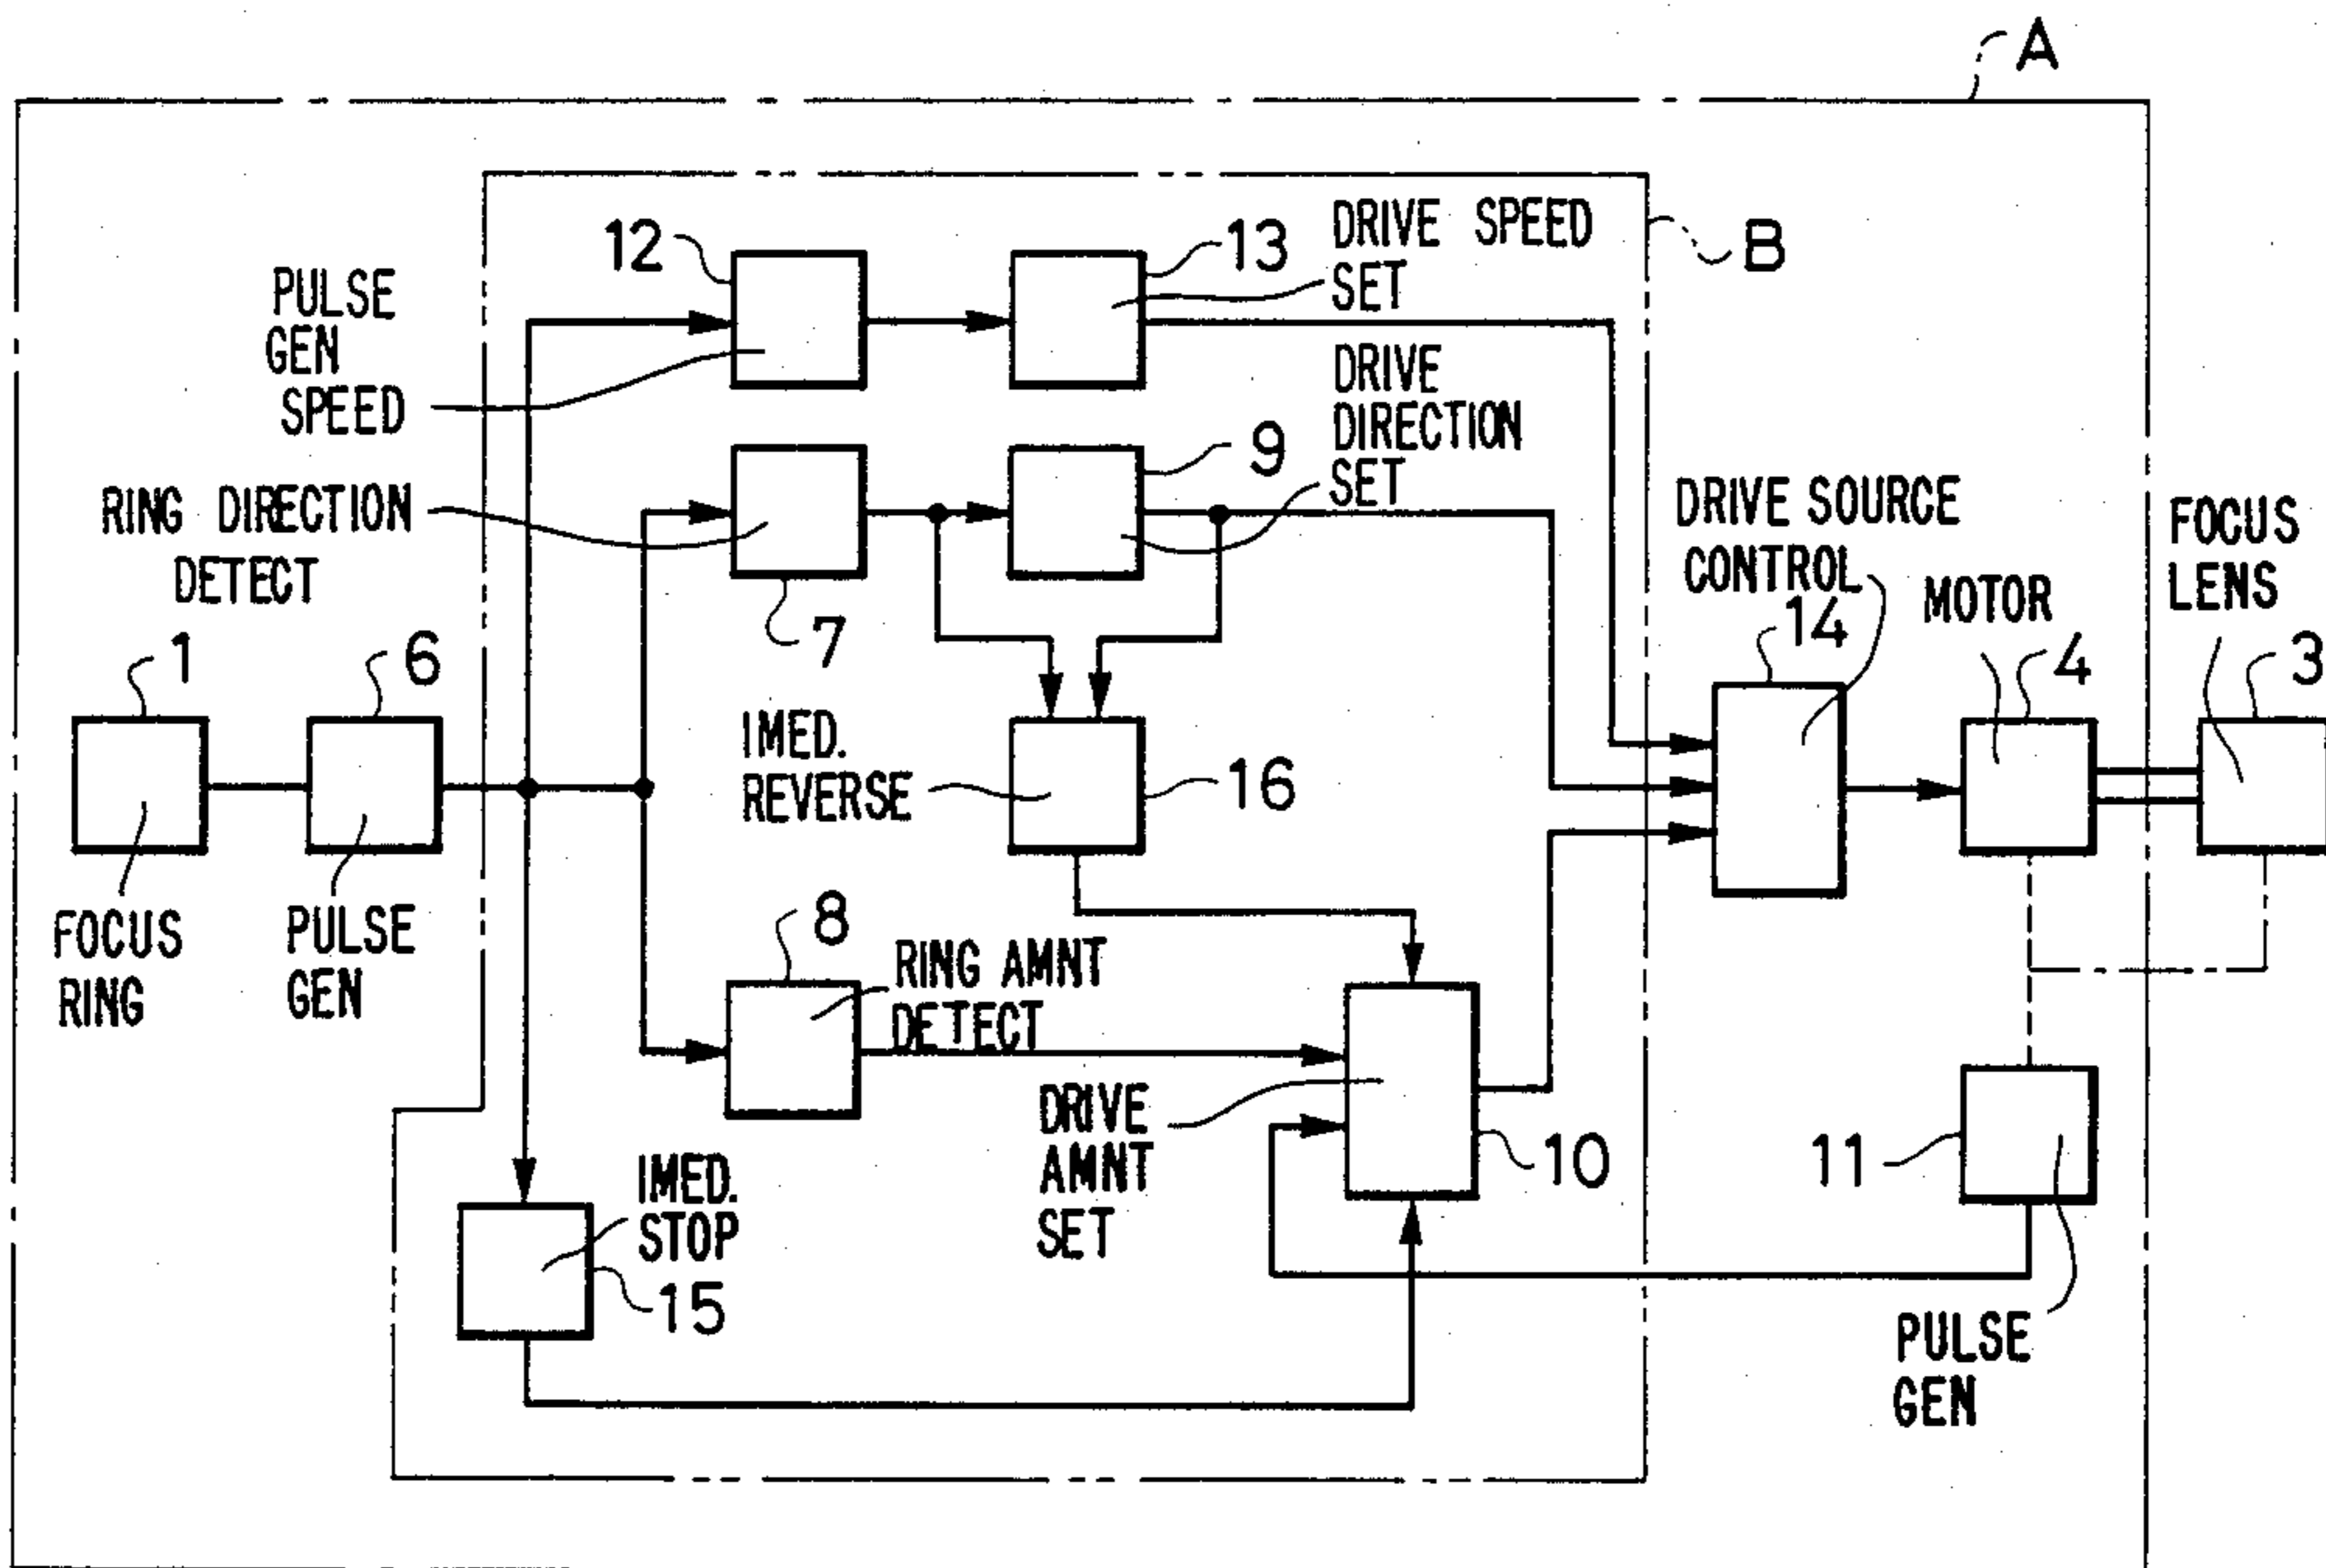 A
12
13
DRIVE SPEED
SET
B
PULSE
GEN
SPEED
DRIVE
DIRECTION
SET
9
RING DIRECTION
DETECT
7
DRIVE SOURCE
CONTROL
14
MOTOR
4
FOCUS
LENS
3
1
6
IMED.
REVERSE
16
FOCUS
RING
PULSE
GEN
8
RING AMNT
DETECT
DRIVE
AMNT
SET
10
11
IMED.
STOP
15
PULSE
GEN